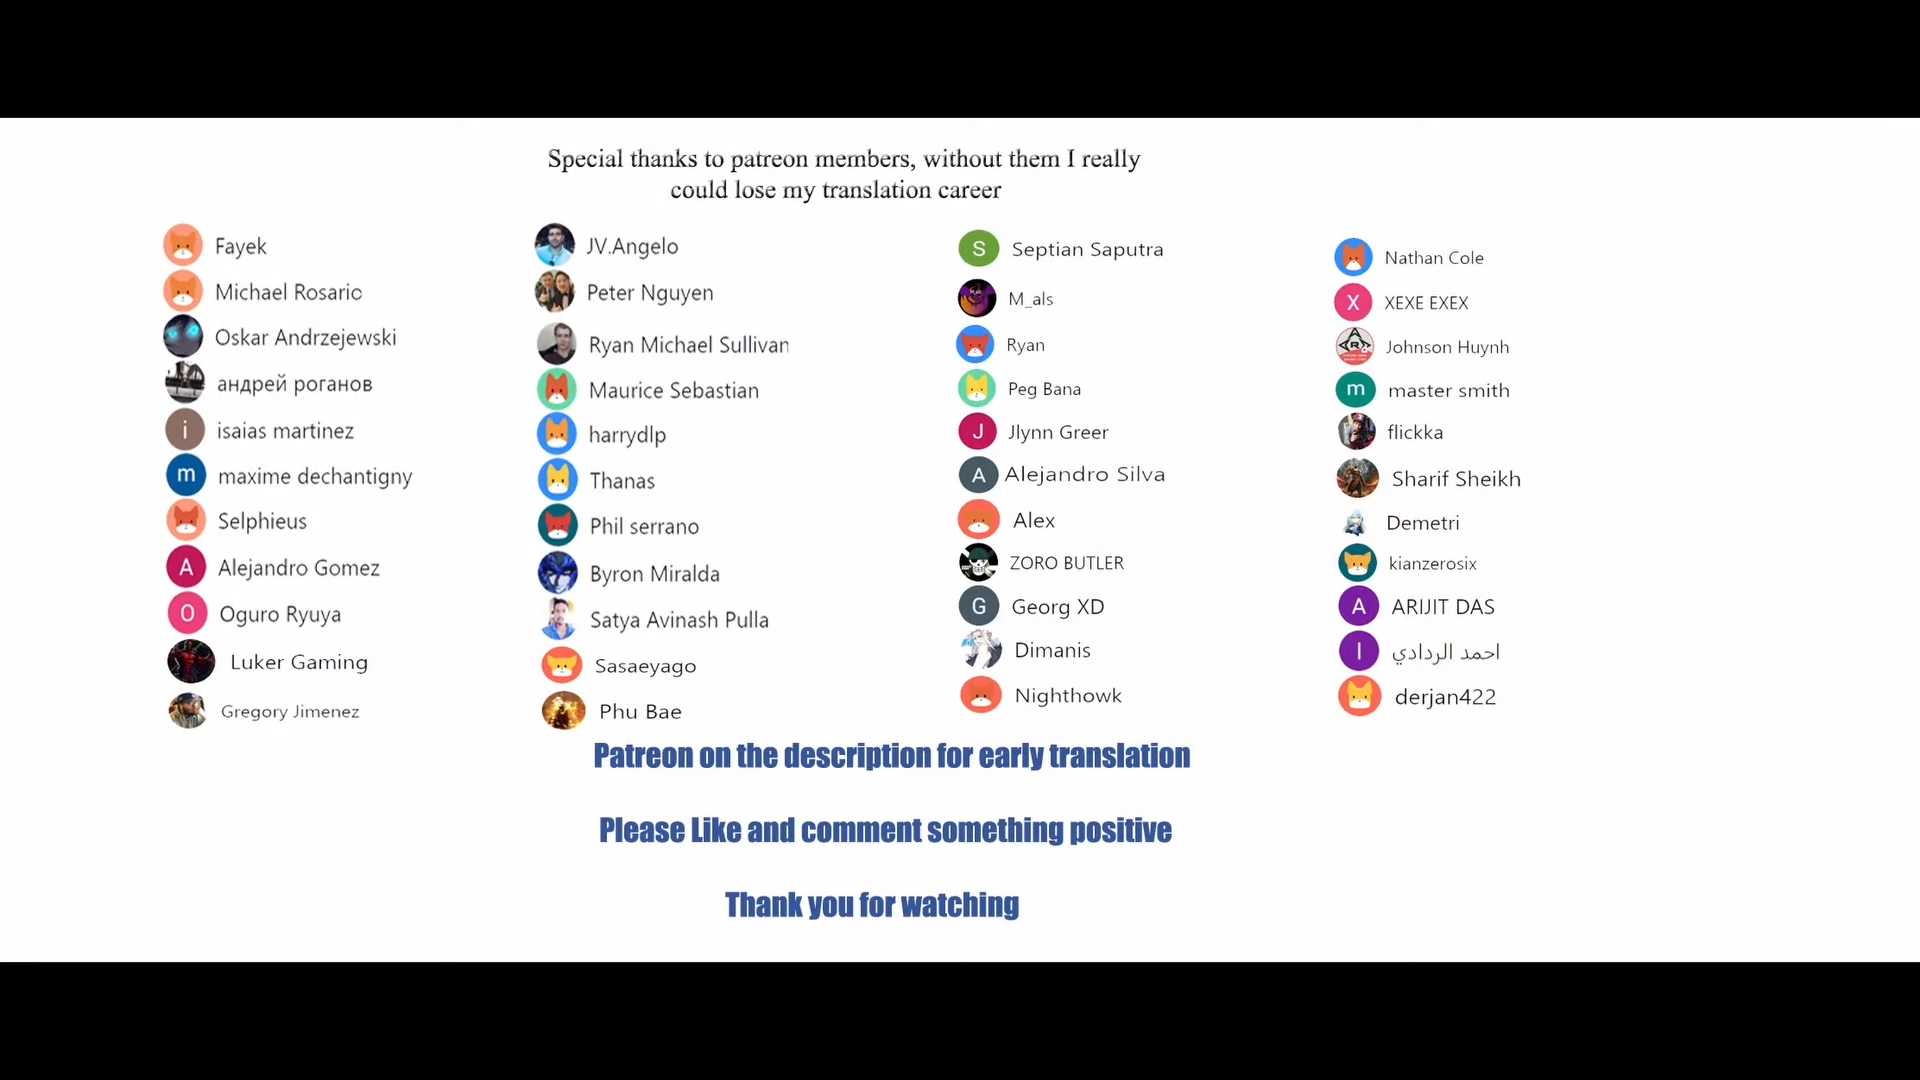 Special thanks to patreon members, without them I really
could lose my translation career
Fayek
Michael Rosario
Oskar Andrzejewski
андрей роганов
i isaias martinez
m maxime dechantigny
Selphieus
A Alejandro Gomez
O Oguro Ryuya
Luker Gaming
Gregory Jimenez
JV.Angelo
Peter Nguyen
Ryan Michael Sullivan
Maurice Sebastian
harrydlp
Thanas
Phil serrano
Byron Miralda
Satya Avinash Pulla
Sasaeyago
Phu Bae
S Septian Saputra
M_als
Ryan
Peg Bana
J Jlynn Greer
A Alejandro Silva
Alex
ZORO BUTLER
G Georg XD
Dimanis
Nighthowk
Nathan Cole
X XEXE EXEX
Johnson Huynh
m master smith
flickka
Sharif Sheikh
Demetri
kianzerosix
A ARIJIT DAS
I احمد الردادي
derjan422
Patreon on the description for early translation
Please Like and comment something positive
Thank you for watching